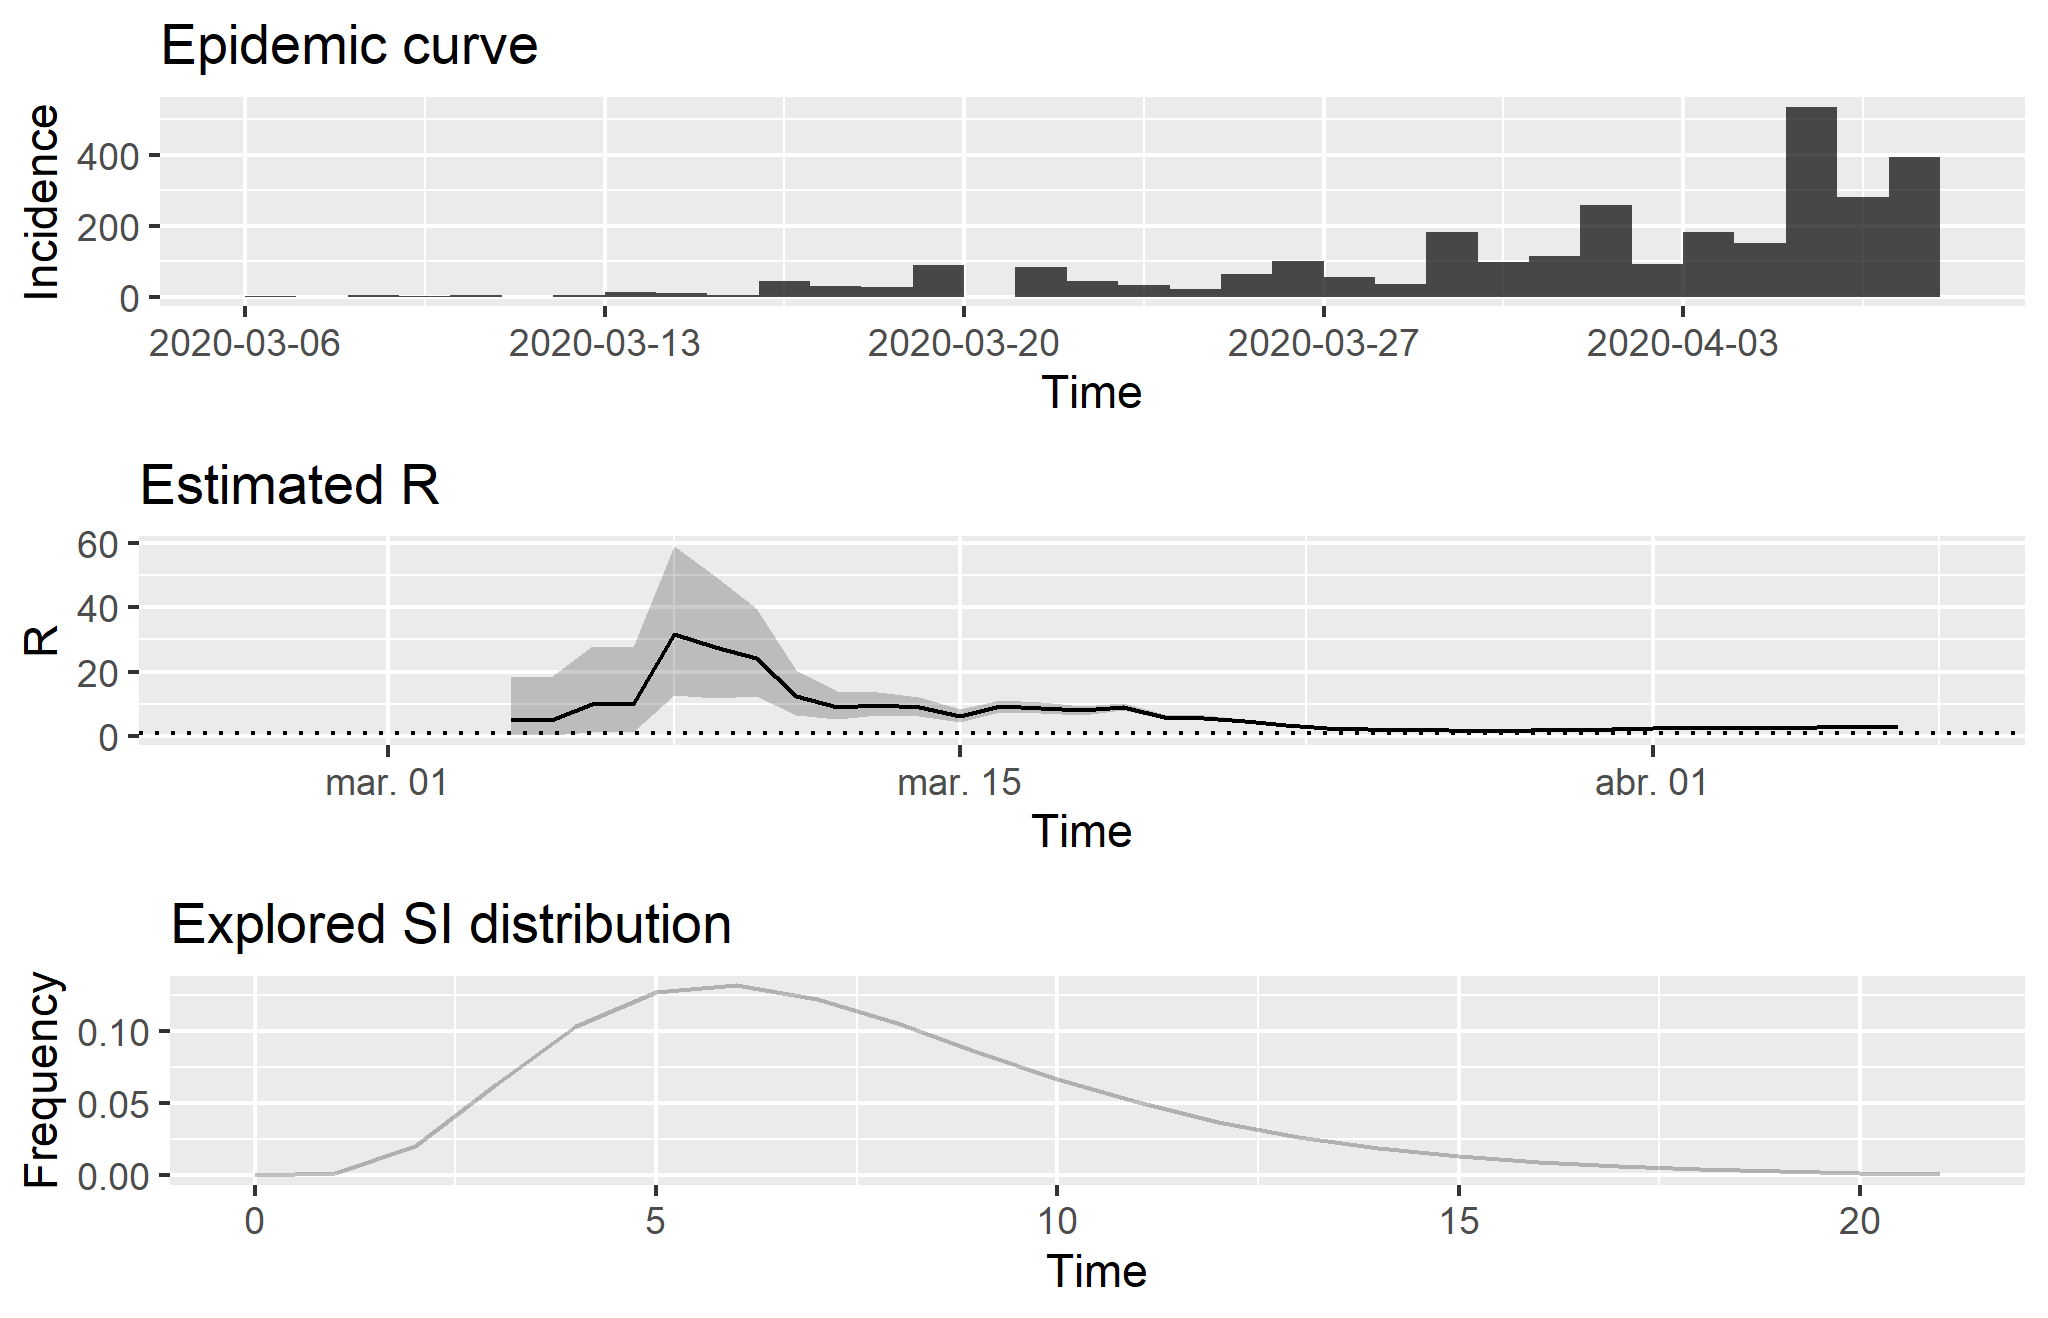 Epidemic curve
Incidence
400
200
0
2020-03-06 2020-03-13 2020-03-20 2020-03-27 2020-04-03
Time
Estimated R
R
60
40
20
0
mar. 01 mar. 15 abr. 01
Time
Explored SI distribution
Frequency
0.10
0.05
0.00
0 5 10 15 20
Time